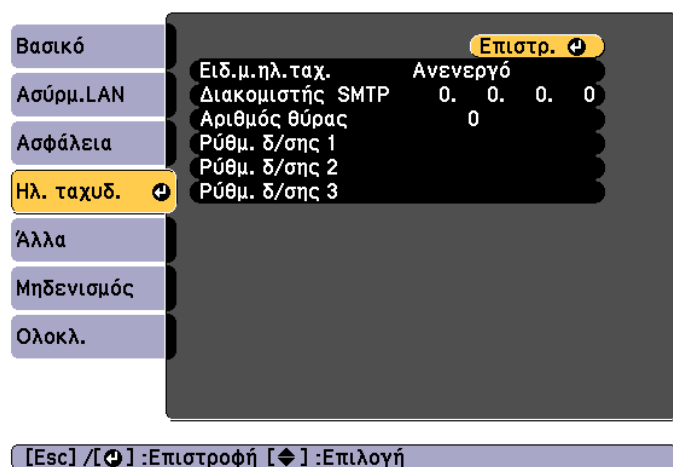 Βασικό
Ασύρμ.LAN
Ασφάλεια
Ηλ. ταχυδ.
Άλλα
Μηδενισμός
Ολοκλ.
Επιστρ.
Ειδ.μ.ηλ.ταχ. Ανενεργό
Διακομιστής SMTP 0. 0. 0. 0
Αριθμός θύρας 0
Ρύθμ. δ/σης 1
Ρύθμ. δ/σης 2
Ρύθμ. δ/σης 3
[Esc] /[⏎] :Επιστροφή [◆] :Επιλογή